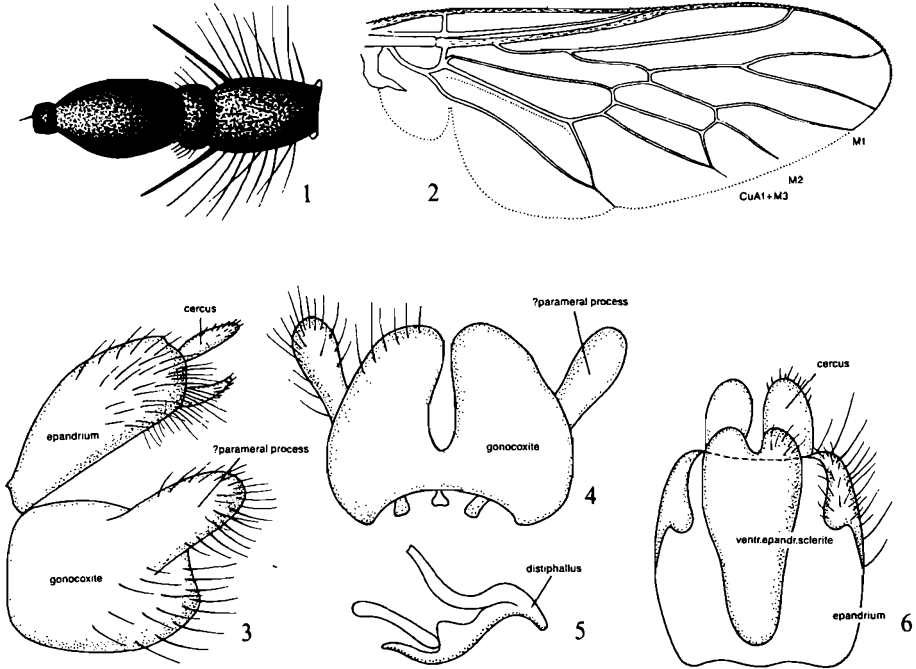 1
2
M1
M2
CuA1+M3
cercus
epandrium
?parameral process
gonocoxite
3
?parameral process
gonocoxite
4
distiphallus
5
cercus
ventr.epandr.sclerite
epandrium
6